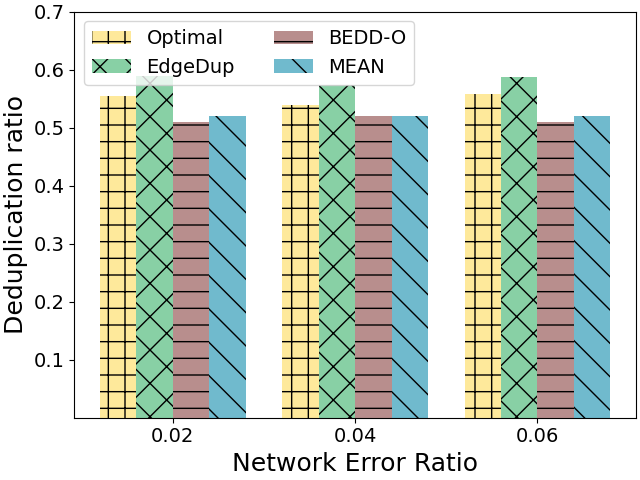 Deduplication ratio
0.7
0.6
0.5
0.4
0.3
0.2
0.1
Optimal
EdgeDup
BEDD-O
MEAN
0.02
0.04
0.06
Network Error Ratio